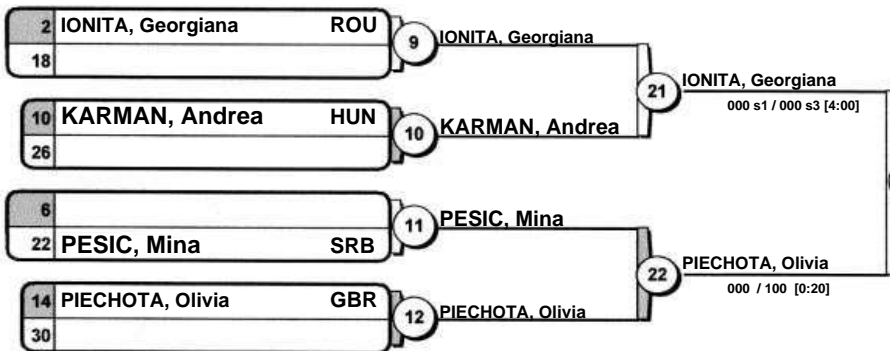 2 IONITA, Georgiana ROU
18
9 IONITA, Georgiana
10 KARMAN, Andrea HUN
26
10 KARMAN, Andrea
21 IONITA, Georgiana
000 s1 / 000 s3 [4:00]
6
22 PESIC, Mina SRB
11 PESIC, Mina
14 PIECHOTA, Olivia GBR
30
12 PIECHOTA, Olivia
22 PIECHOTA, Olivia
000 / 100 [0:20]